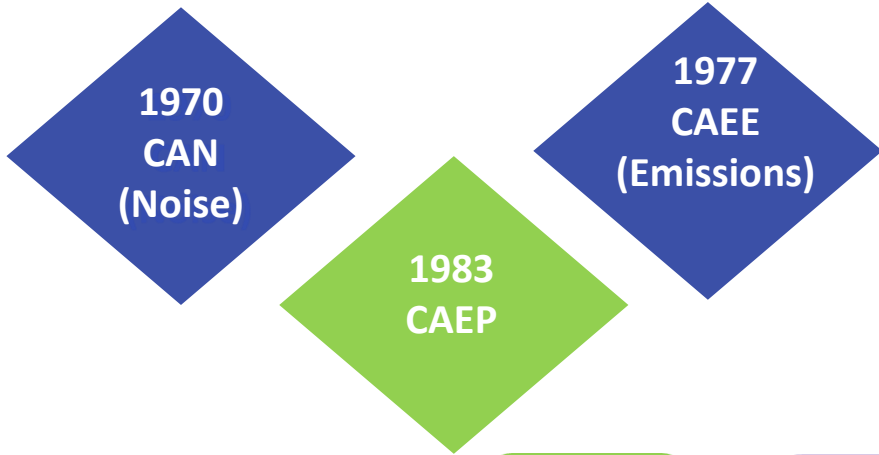 1970
CAN
(Noise)
1977
CAEE
(Emissions)
1983
CAEP